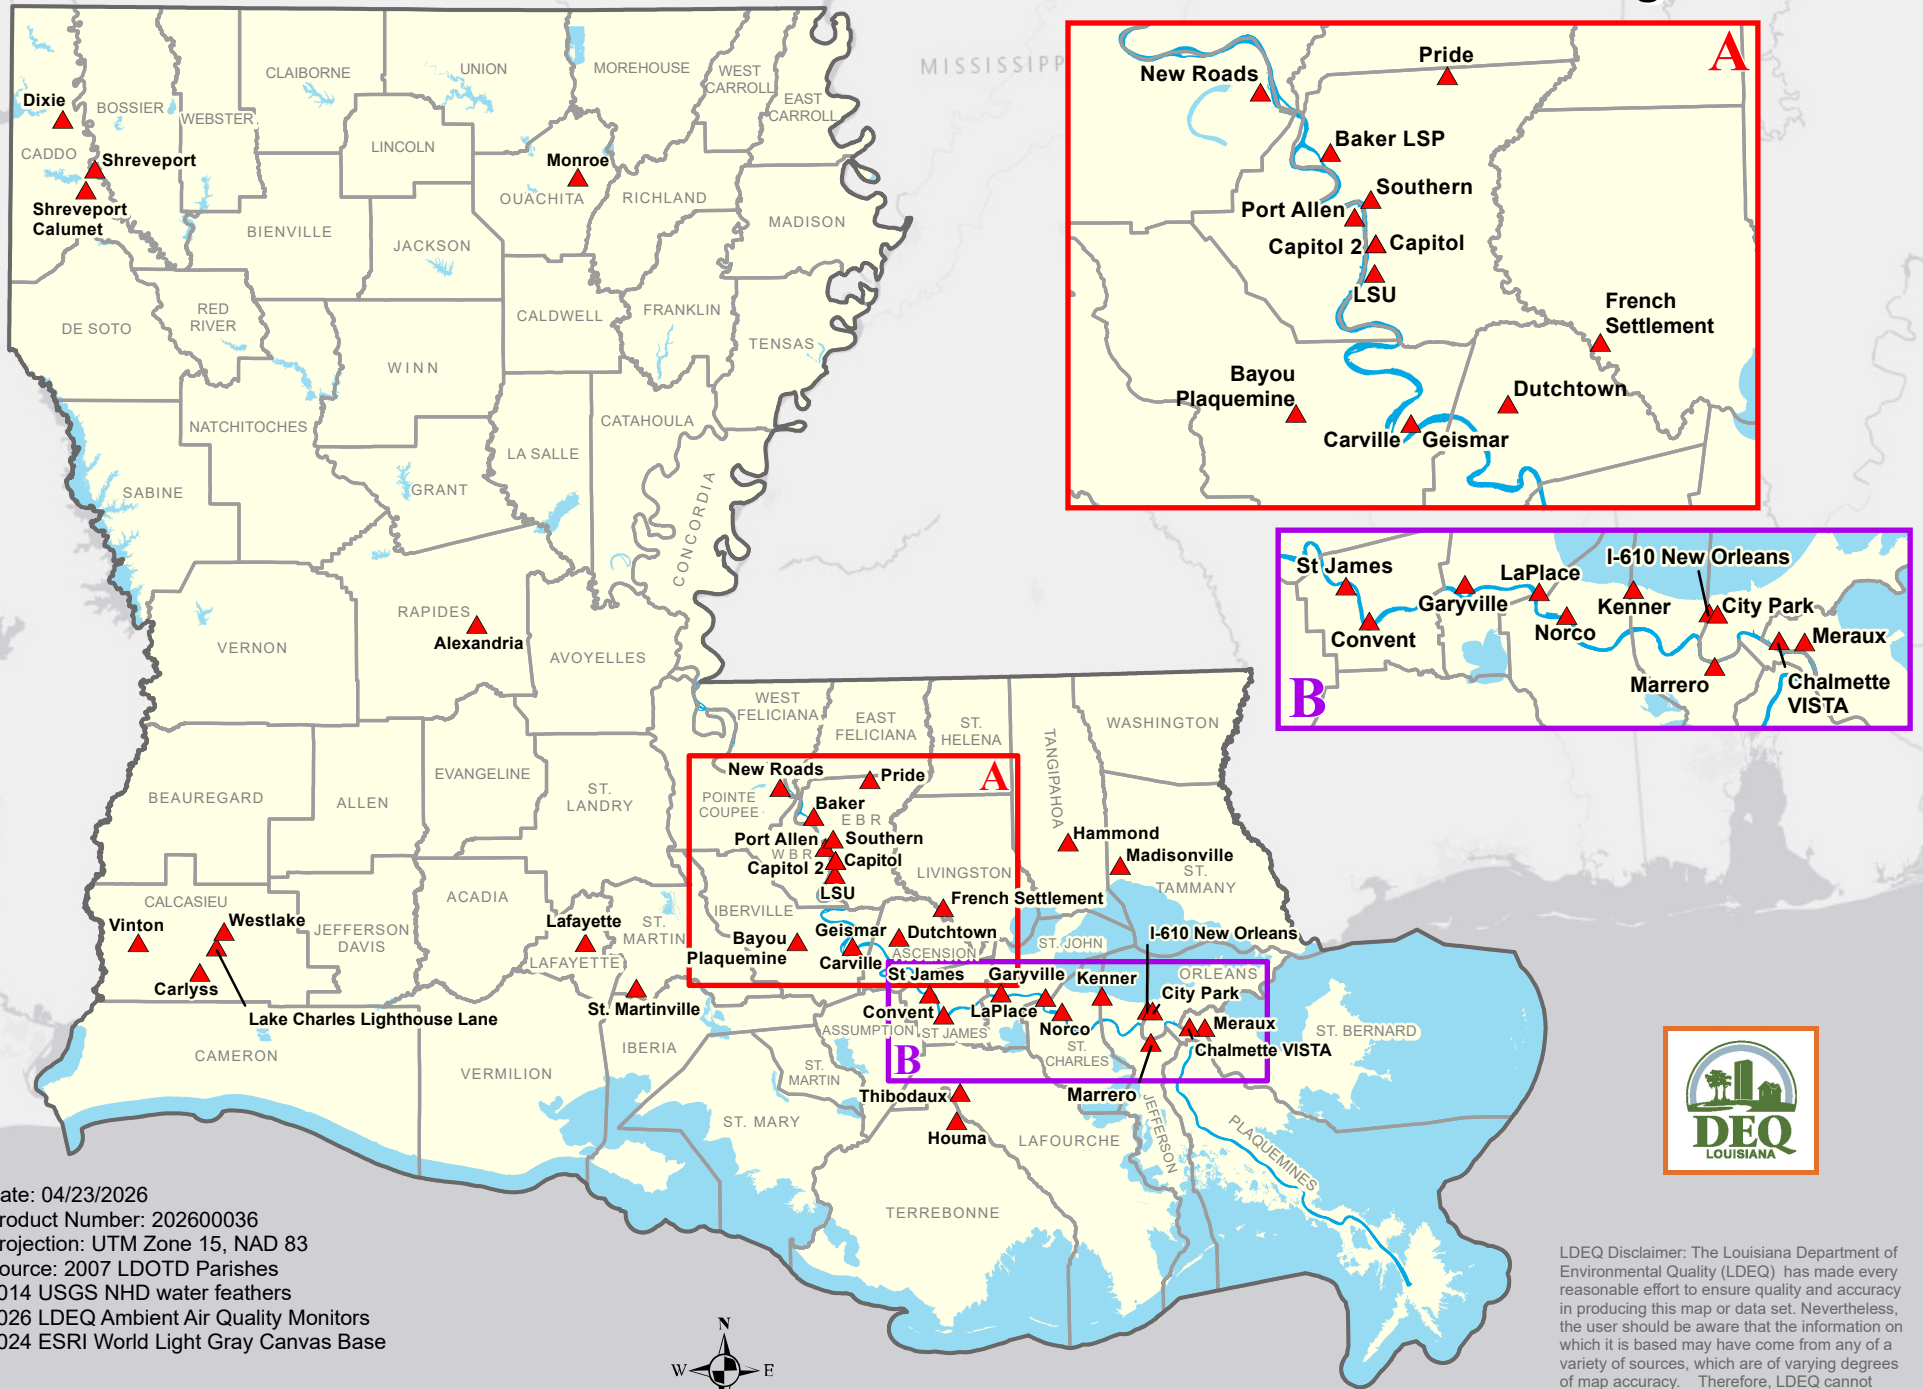 MISSISSIPP
CLAIBORNE
UNION
MOREHOUSE
WEST
CARROLL
EAST
CARROLL
Dixie
BOSSIER
WEBSTER
CADDO
Shreveport
LINCOLN
Monroe
OUACHITA
RICHLAND
MADISON
Shreveport
Calumet
BIENVILLE
JACKSON
DE SOTO
RED
RIVER
CALDWELL
FRANKLIN
TENSAS
WINN
NATCHITOCHES
CATAHOULA
LA SALLE
SABINE
GRANT
CONCORDIA
RAPIDES
Alexandria
VERNON
AVOYELLES
WEST
FELICIANA
EAST
FELICIANA
ST.
HELENA
TANGIPAHOA
WASHINGTON
BEAUREGARD
ALLEN
EVANGELINE
ST.
LANDRY
A
New Roads
Pride
POINTE
COUPEE
Baker
EBR
Port Allen
Southern
WBR
Capitol 2
Capitol
LSU
LIVINGSTON
Hammond
Madisonville
ST.
TAMMANY
CALCASIEU
Vinton
Westlake
Carlyss
Lake Charles Lighthouse Lane
JEFFERSON
DAVIS
ACADIA
Lafayette
LAFAYETTE
ST.
MARTIN
St. Martinville
IBERVILLE
Bayou
Plaquemine
Geismar
Carville
Dutchtown
ASCENSION
French Settlement
ST. JOHN
I-610 New Orleans
ORLEANS
St James
Garyville
Kenner
City Park
Convent
LaPlace
Norco
Meraux
ST. BERNARD
ASSUMPTION
ST JAMES
ST.
CHARLES
Chalmette VISTA
B
Marrero
CAMERON
VERMILION
IBERIA
ST.
MARTIN
ST. MARY
Thibodaux
Houma
LAFOURCHE
JEFFERSON
PLAQUEMINES
TERREBONNE
A
New Roads
Pride
Baker LSP
Southern
Port Allen
Capitol 2
Capitol
LSU
French
Settlement
Bayou
Plaquemine
Dutchtown
Carville
Geismar
St James
LaPlace
I-610 New Orleans
Garyville
Kenner
City Park
Convent
Norco
Meraux
Marrero
Chalmette
VISTA
B
DEQ
LOUISIANA
ate: 04/23/2026
roduct Number: 202600036
rojection: UTM Zone 15, NAD 83
ource: 2007 LDOTD Parishes
014 USGS NHD water feathers
026 LDEQ Ambient Air Quality Monitors
024 ESRI World Light Gray Canvas Base
N
W
E
LDEQ Disclaimer: The Louisiana Department of
Environmental Quality (LDEQ) has made every
reasonable effort to ensure quality and accuracy
in producing this map or data set. Nevertheless,
the user should be aware that the information on
which it is based may have come from any of a
variety of sources, which are of varying degrees
of map accuracy. Therefore, LDEQ cannot